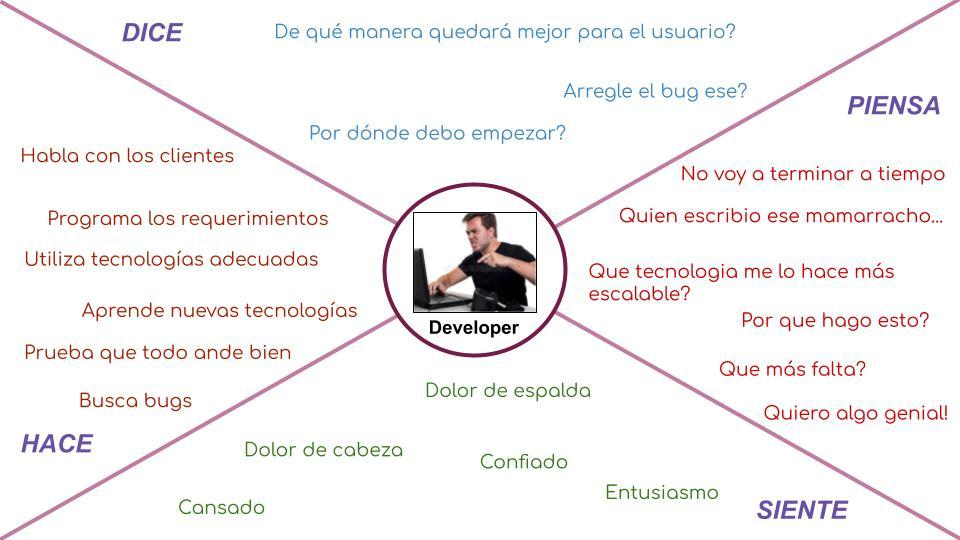 DICE
De qué manera quedará mejor para el usuario?
Arregle el bug ese?
Por dónde debo empezar?
PIENSA
No voy a terminar a tiempo
Quien escribio ese mamarracho...
Que tecnologia me lo hace más
escalable?
Por que hago esto?
Que más falta?
Quiero algo genial!
Habla con los clientes
Programa los requerimientos
Utiliza tecnologías adecuadas
Aprende nuevas tecnologías
Prueba que todo ande bien
Busca bugs
HACE
Developer
Dolor de espalda
Dolor de cabeza
Confiado
Entusiasmo
Cansado
SIENTE